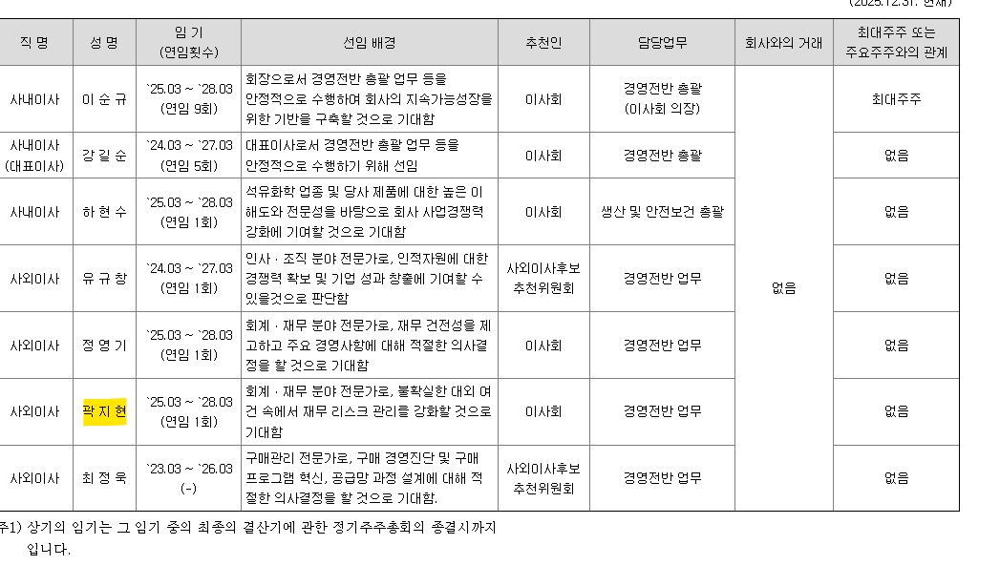 (2025.12.31. 현재)
직 명 성 명 임 기 (연임횟수) 선임 배경 추천인 담당업무 회사와의 거래 최대주주 또는 주요주주와의 관계
사내이사 이 순 규 `25.03 ~ `28.03 (연임 9회)
회장으로서 경영전반 총괄 업무 등을
안정적으로 수행하며 회사의 지속가능성장을
위한 기반을 구축할 것으로 기대함
이사회 경영전반 총괄 (이사회 의장) 최대주주
사내이사 (대표이사) 강 길 순 `24.03 ~ `27.03 (연임 5회)
대표이사로서 경영전반 총괄 업무 등을
안정적으로 수행하기 위해 선임
이사회 경영전반 총괄 없음
사내이사 하 현 수 `25.03 ~ `28.03 (연임 1회)
석유화학 업종 및 당사 제품에 대한 높은 이
해도와 전문성을 바탕으로 회사 사업경쟁력
강화에 기여할 것으로 기대함
이사회 생산 및 안전보건 총괄 없음
사외이사 유 규 창 `24.03 ~ `27.03 (연임 1회)
인사ㆍ조직 분야 전문가로, 인적자원에 대한
경쟁력 확보 및 기업 성과 창출에 기여할 수
있을것으로 판단함
사외이사후보 추천위원회 경영전반 업무 없음 없음
사외이사 정 영 기 `25.03 ~ `28.03 (연임 1회)
회계ㆍ재무 분야 전문가로, 재무 건전성을 제
고하고 주요 경영사항에 대해 적절한 의사결
정을 할 것으로 기대함
이사회 경영전반 업무 없음
사외이사 곽 지 현 `25.03 ~ `28.03 (연임 1회)
회계ㆍ재무 분야 전문가로, 불확실한 대외 여
건 속에서 재무 리스크 관리를 강화할 것으로
기대함
이사회 경영전반 업무 없음
사외이사 최 정 욱 `23.03 ~ `26.03 (-)
구매관리 전문가로, 구매 경영진단 및 구매
프로그램 혁신, 공급망 과정 설계에 대해 적
절한 의사결정을 할 것으로 기대함.
사외이사후보 추천위원회 경영전반 업무 없음
주1) 상기의 임기는 그 임기 중의 최종의 결산기에 관한 정기주주총회의 종결시까지
입니다.